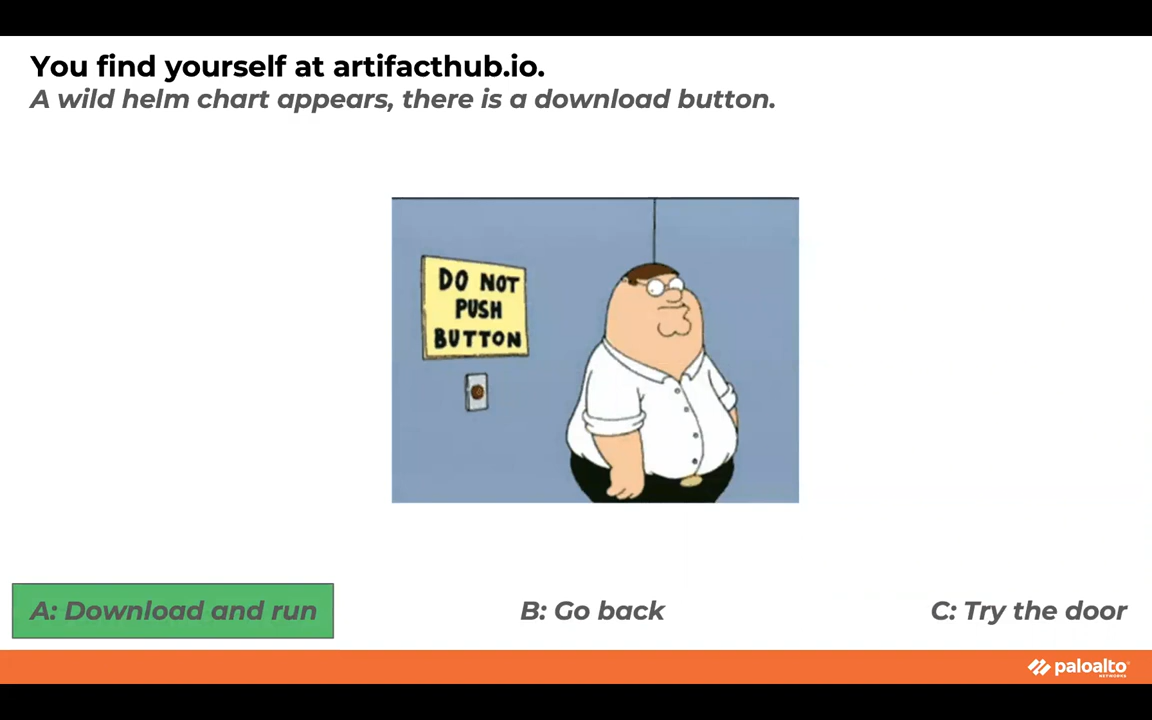 You find yourself at artifacthub.io.
A wild helm chart appears, there is a download button.
DO NOT
PUSH
BUTTON
A: Download and run
B: Go back
C: Try the door
paloalto
NETWORKS